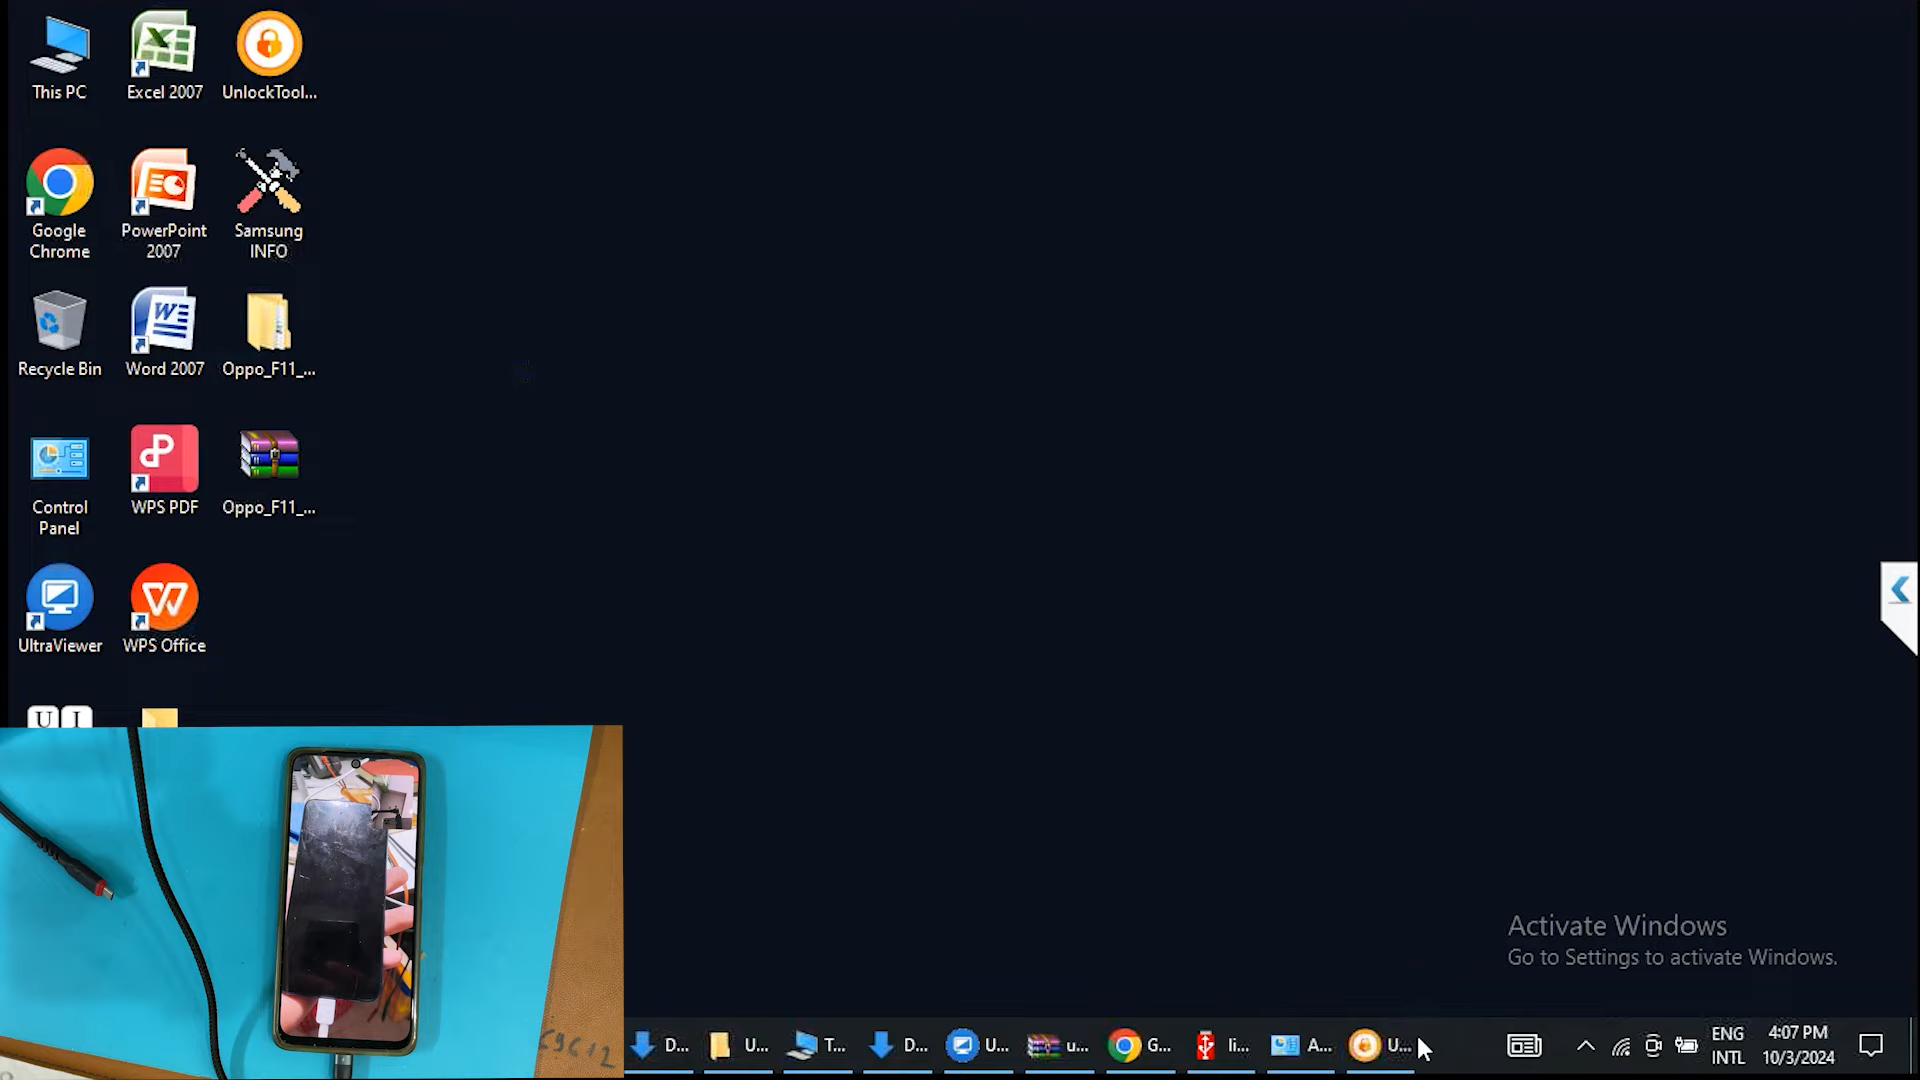 This PC
Excel 2007
UnlockTool...
Google
Chrome
PowerPoint
2007
Samsung
INFO
Recycle Bin
Word 2007
Oppo_F11_...
Control
Panel
WPS PDF
Oppo_F11_...
UltraViewer
WPS Office
U I
Activate Windows
Go to Settings to activate Windows.
D...
U...
T...
D...
U...
u...
G...
li...
A...
U...
ENG
INTL
4:07 PM
10/3/2024